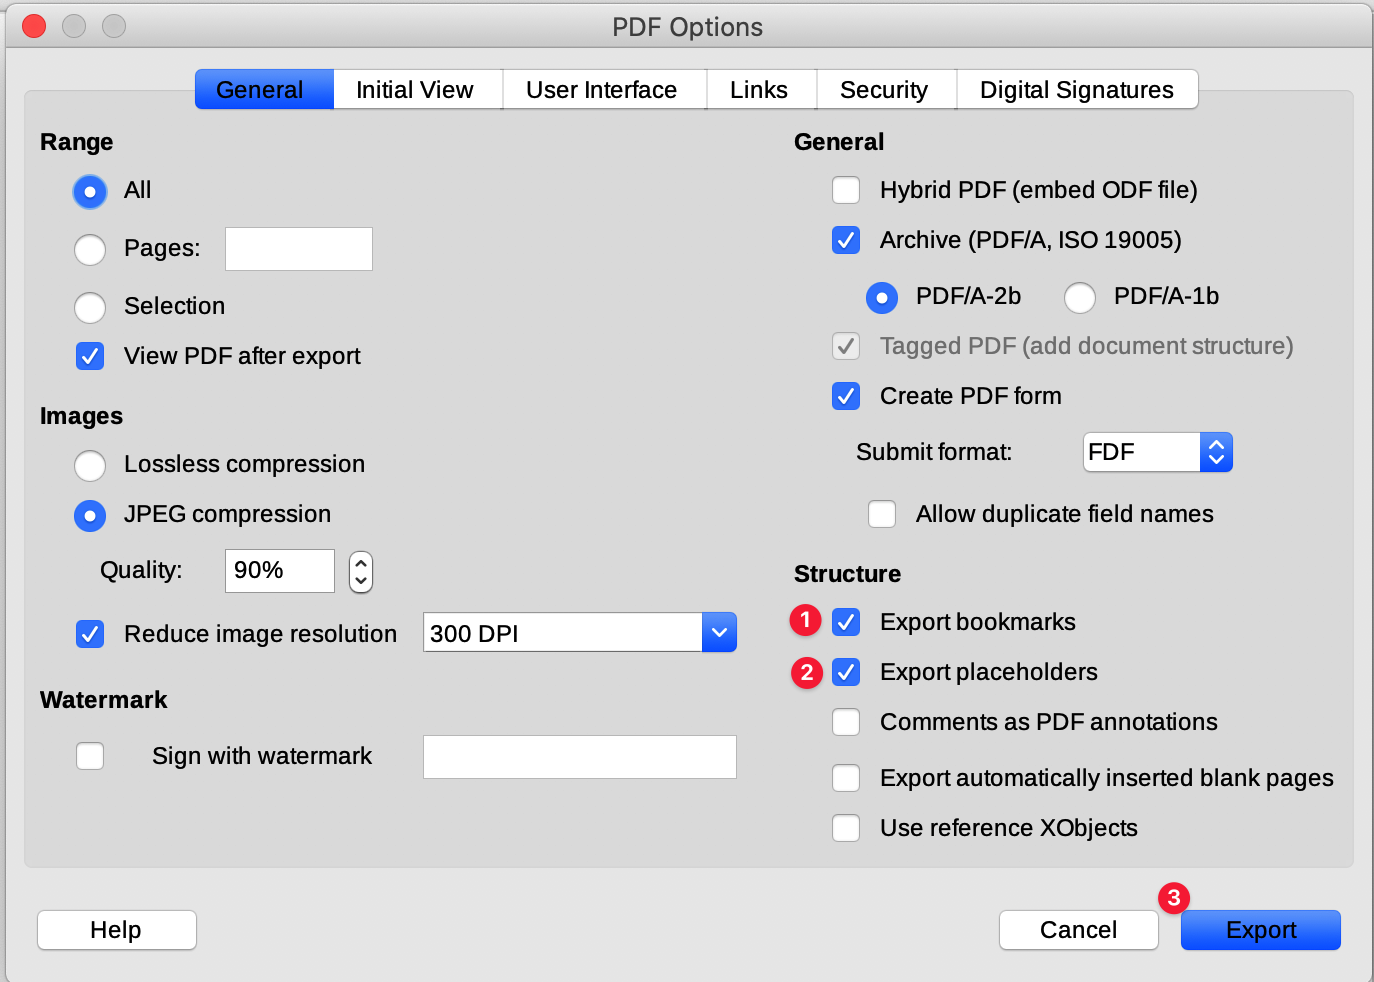 PDF Options
General Initial View User Interface Links Security Digital Signatures
Range
All
Pages:
Selection
View PDF after export
Images
Lossless compression
JPEG compression
Quality: 90%
Reduce image resolution 300 DPI
Watermark
Sign with watermark
General
Hybrid PDF (embed ODF file)
Archive (PDF/A, ISO 19005)
PDF/A-2b PDF/A-1b
Tagged PDF (add document structure)
Create PDF form
Submit format: FDF
Allow duplicate field names
Structure
1 Export bookmarks
2 Export placeholders
Comments as PDF annotations
Export automatically inserted blank pages
Use reference XObjects
3
Help Cancel Export